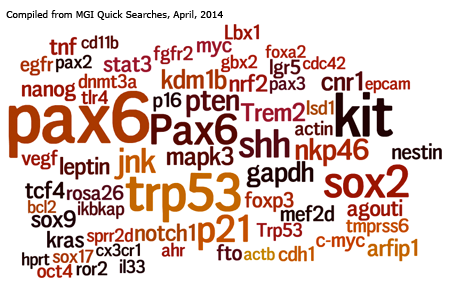 Compiled from MGI Quick Searches, April, 2014
Lbx1
tnf cd11b myc foxa2
egfr pax2 stat3 fgfr2 gbx2 lgr5 cdc42
nanog dnmt3a kdm1b nrf2 pax3 cnr1 epcam
tlr4 p16 pten Trem2 lsd1
pax6 Pax6 shh actin kit
vegf leptin jnk mapk3 gapdh nkp46 nestin
tcf4 rosa26 trp53 foxp3 sox2
bcl2 ikbkap mef2d agouti
sox9 notch1 p21 Trp53 tmprss6
kras sprr2d c-myc arfip1
hprt sox17 cx3cr1 ahr fto actb cdh1
oct4 ror2 il33